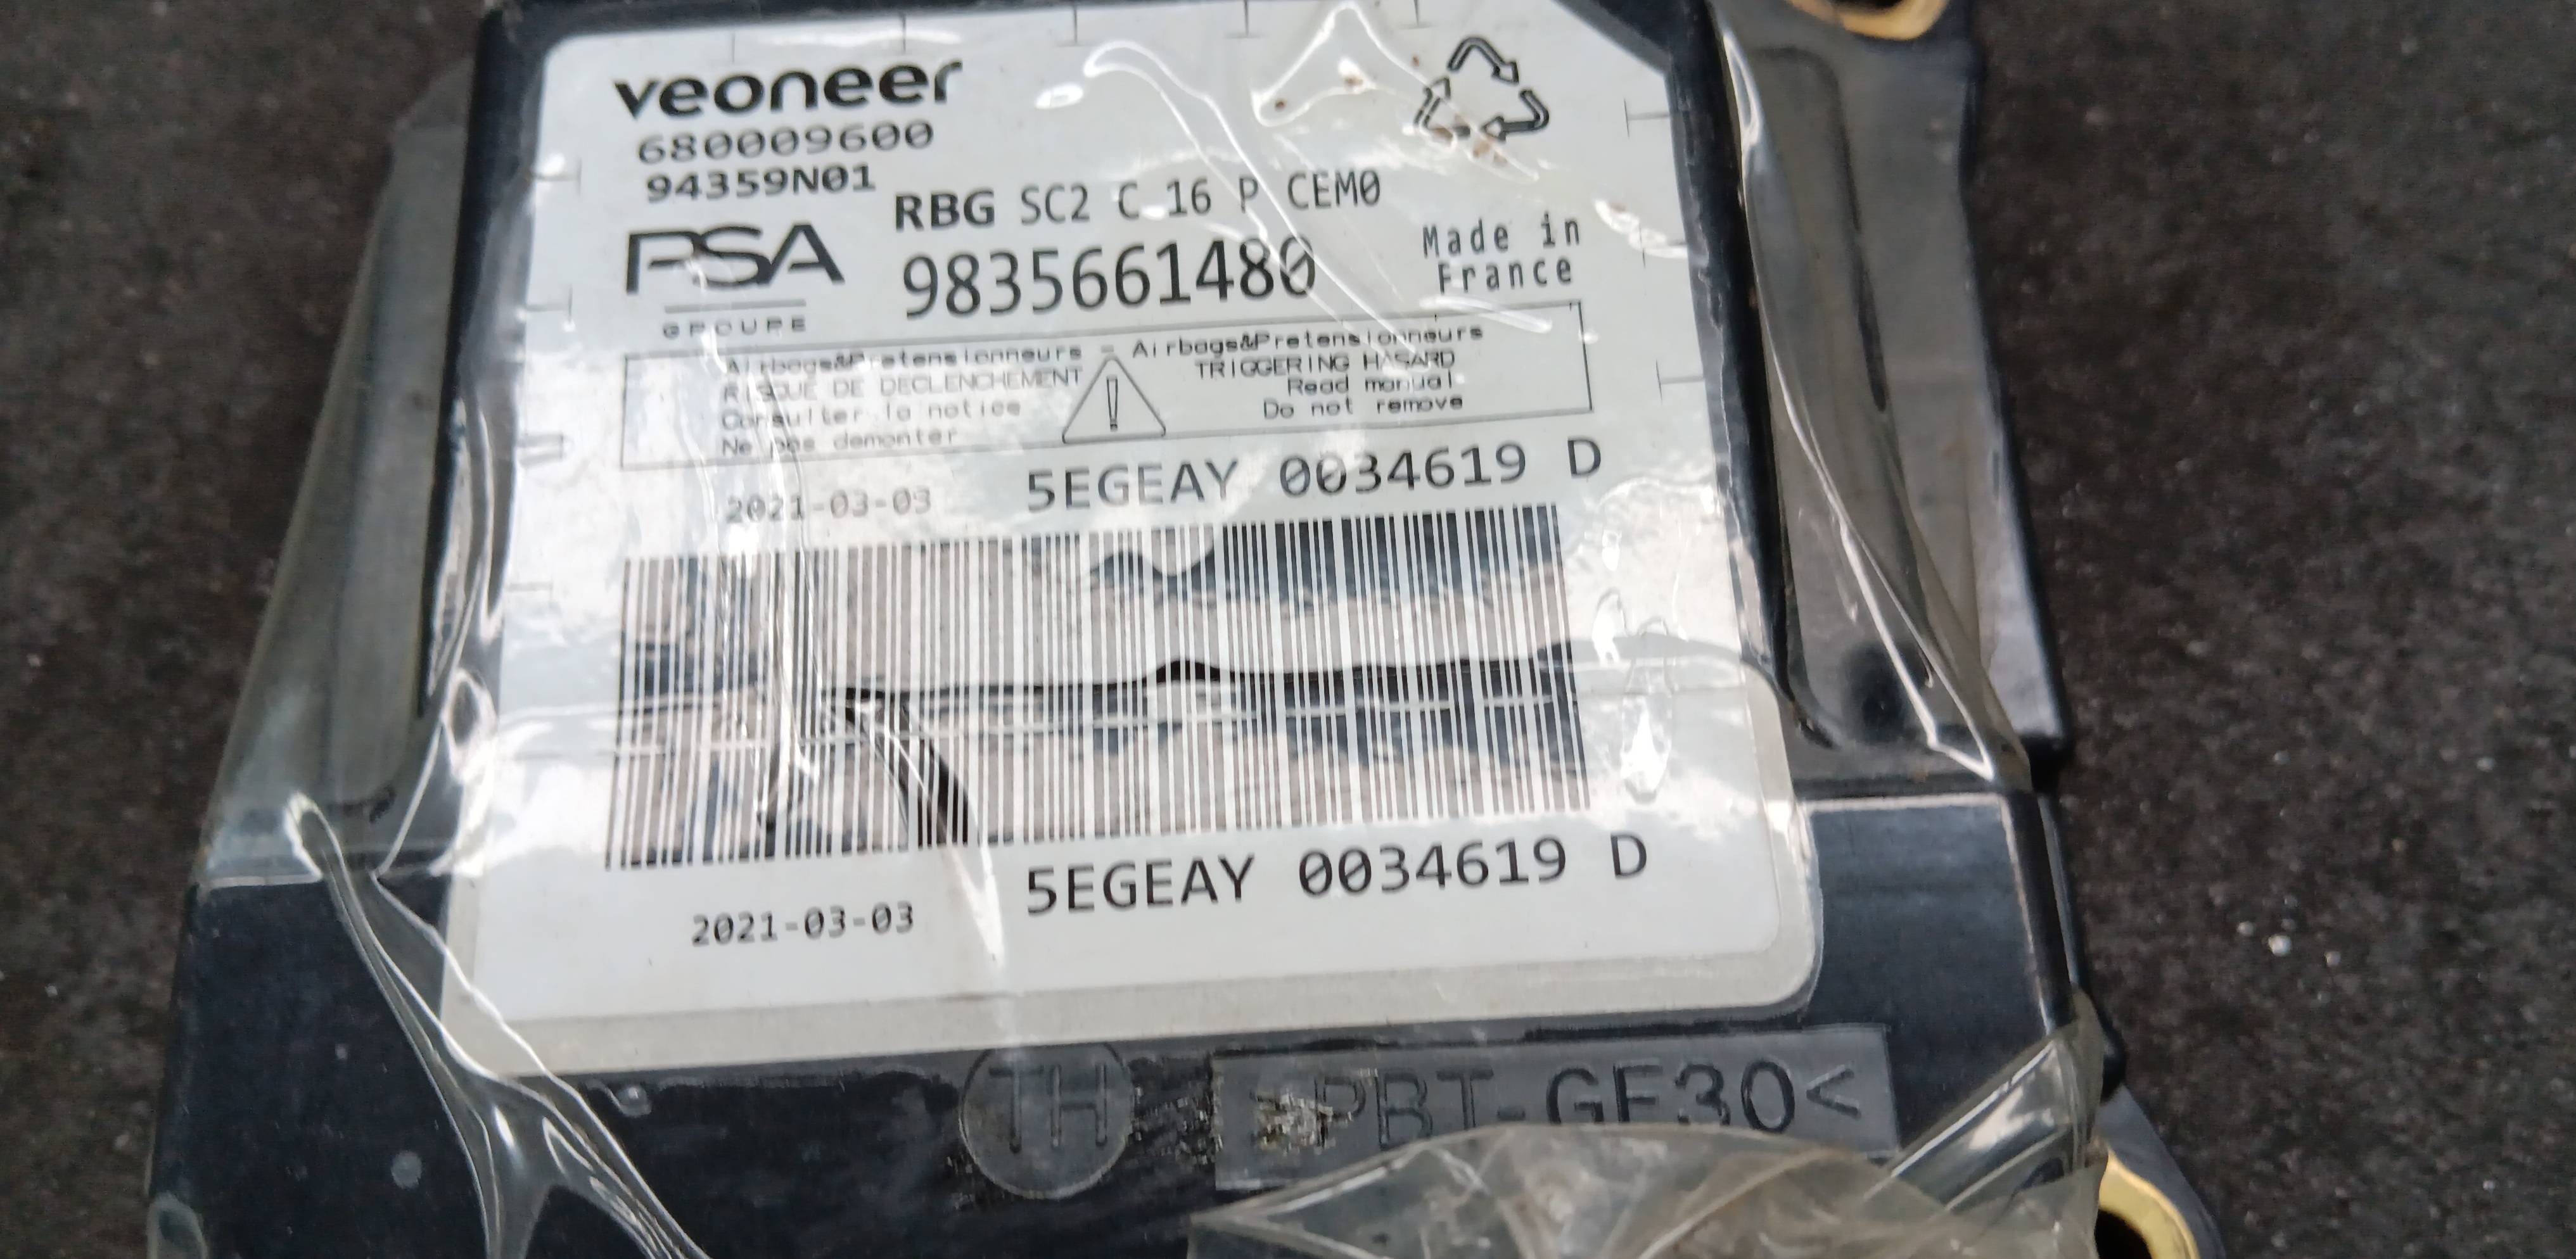 veoneer
680009600
94359N01
RBG SC2 C 16 P CEM0
PSA
GROUPE
9835661480
Made in
France
Airbags&Pretensionneurs - Airbags&Pretensionneurs
RISQUE DE DECLENCHEMENT
Consulter la notice
Ne pas demonter
TRIGGERING HASARD
Read manual
Do not remove
2021-03-03 5EGEAY 0034619 D
2021-03-03 5EGEAY 0034619 D
TH
>PBT-GF30<